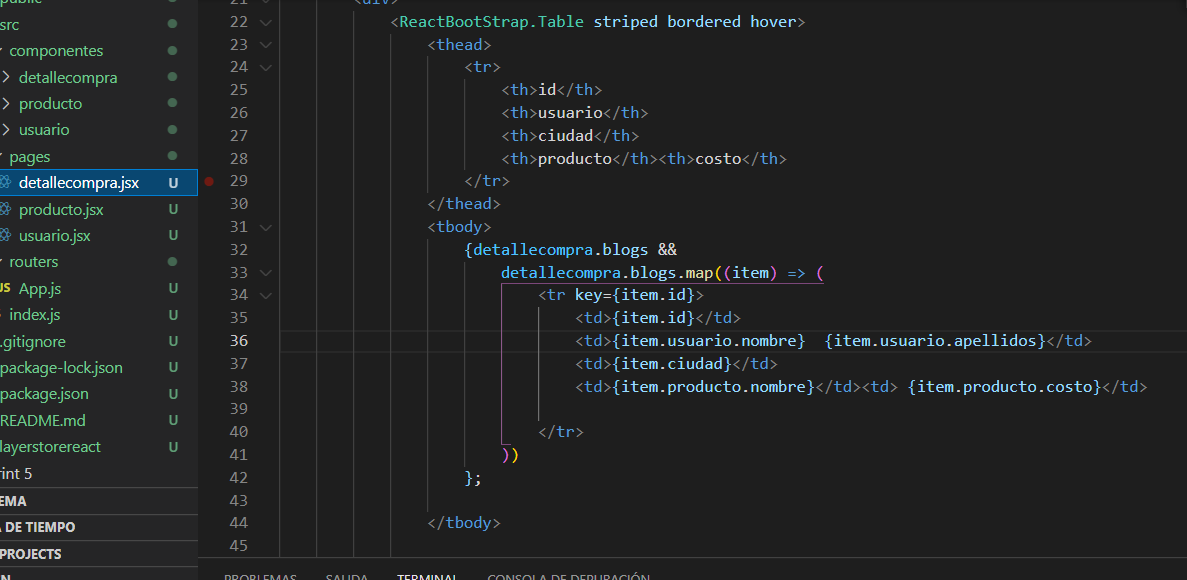 public
src
componentes
detallecompra
producto
usuario
pages
detallecompra.jsx U
producto.jsx U
usuario.jsx U
routers
JS App.js U
index.js U
.gitignore U
package-lock.json U
package.json U
README.md U
layerstorereact U
rint 5
EMA
A DE TIEMPO
PROJECTS
21 <div>
22 <ReactBootStrap.Table striped bordered hover>
23 <thead>
24 <tr>
25 <th>id</th>
26 <th>usuario</th>
27 <th>ciudad</th>
28 <th>producto</th><th>costo</th>
29 </tr>
30 </thead>
31 <tbody>
32 {detallecompra.blogs &&
33 detallecompra.blogs.map((item) => (
34 <tr key={item.id}>
35 <td>{item.id}</td>
36 <td>{item.usuario.nombre}  {item.usuario.apellidos}</td>
37 <td>{item.ciudad}</td>
38 <td>{item.producto.nombre}</td><td> {item.producto.costo}</td>
39
40 </tr>
41 ))
42 };
43
44 </tbody>
45
PROBLEMAS SALIDA TERMINAL CONSOLA DE DEPURACIÓN